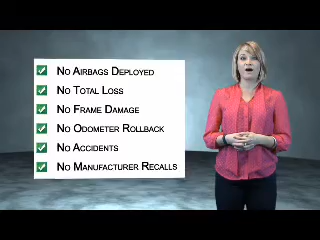 No Airbags Deployed
No Total Loss
No Frame Damage
No Odometer Rollback
No Accidents
No Manufacturer Recalls